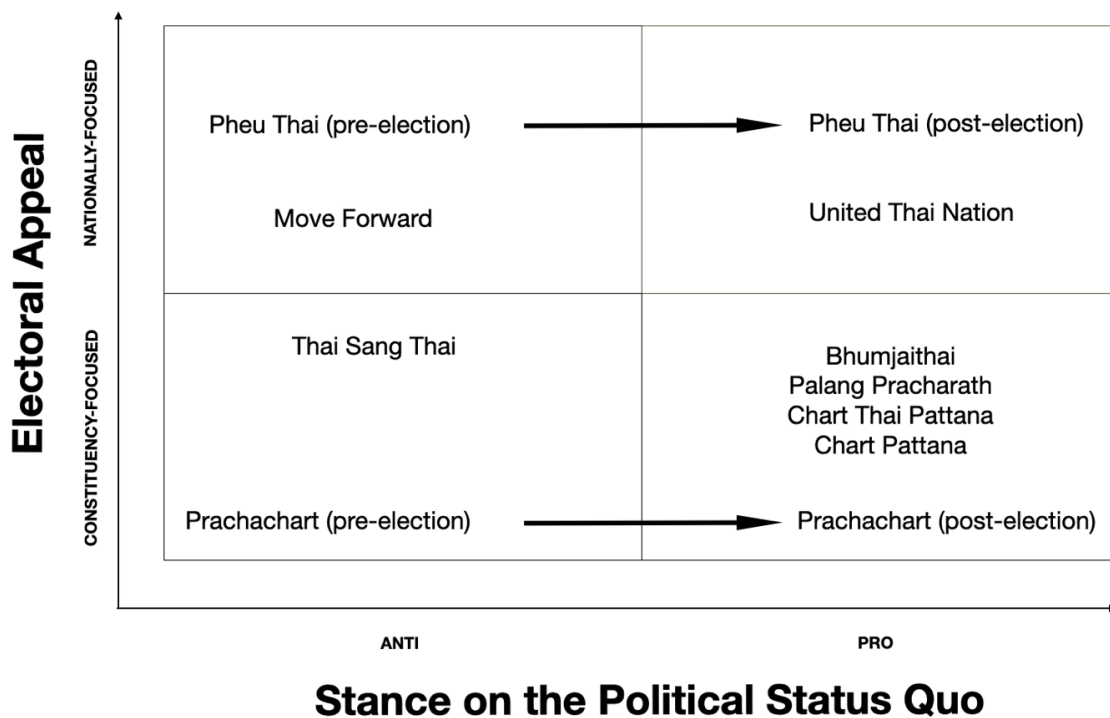 Electoral Appeal
NATIONALLY-FOCUSED
CONSTITUENCY-FOCUSED
Pheu Thai (pre-election)
Pheu Thai (post-election)
Move Forward
United Thai Nation
Thai Sang Thai
Bhumjaithai
Palang Pracharath
Chart Thai Pattana
Chart Pattana
Prachachart (pre-election)
Prachachart (post-election)
ANTI
PRO
Stance on the Political Status Quo